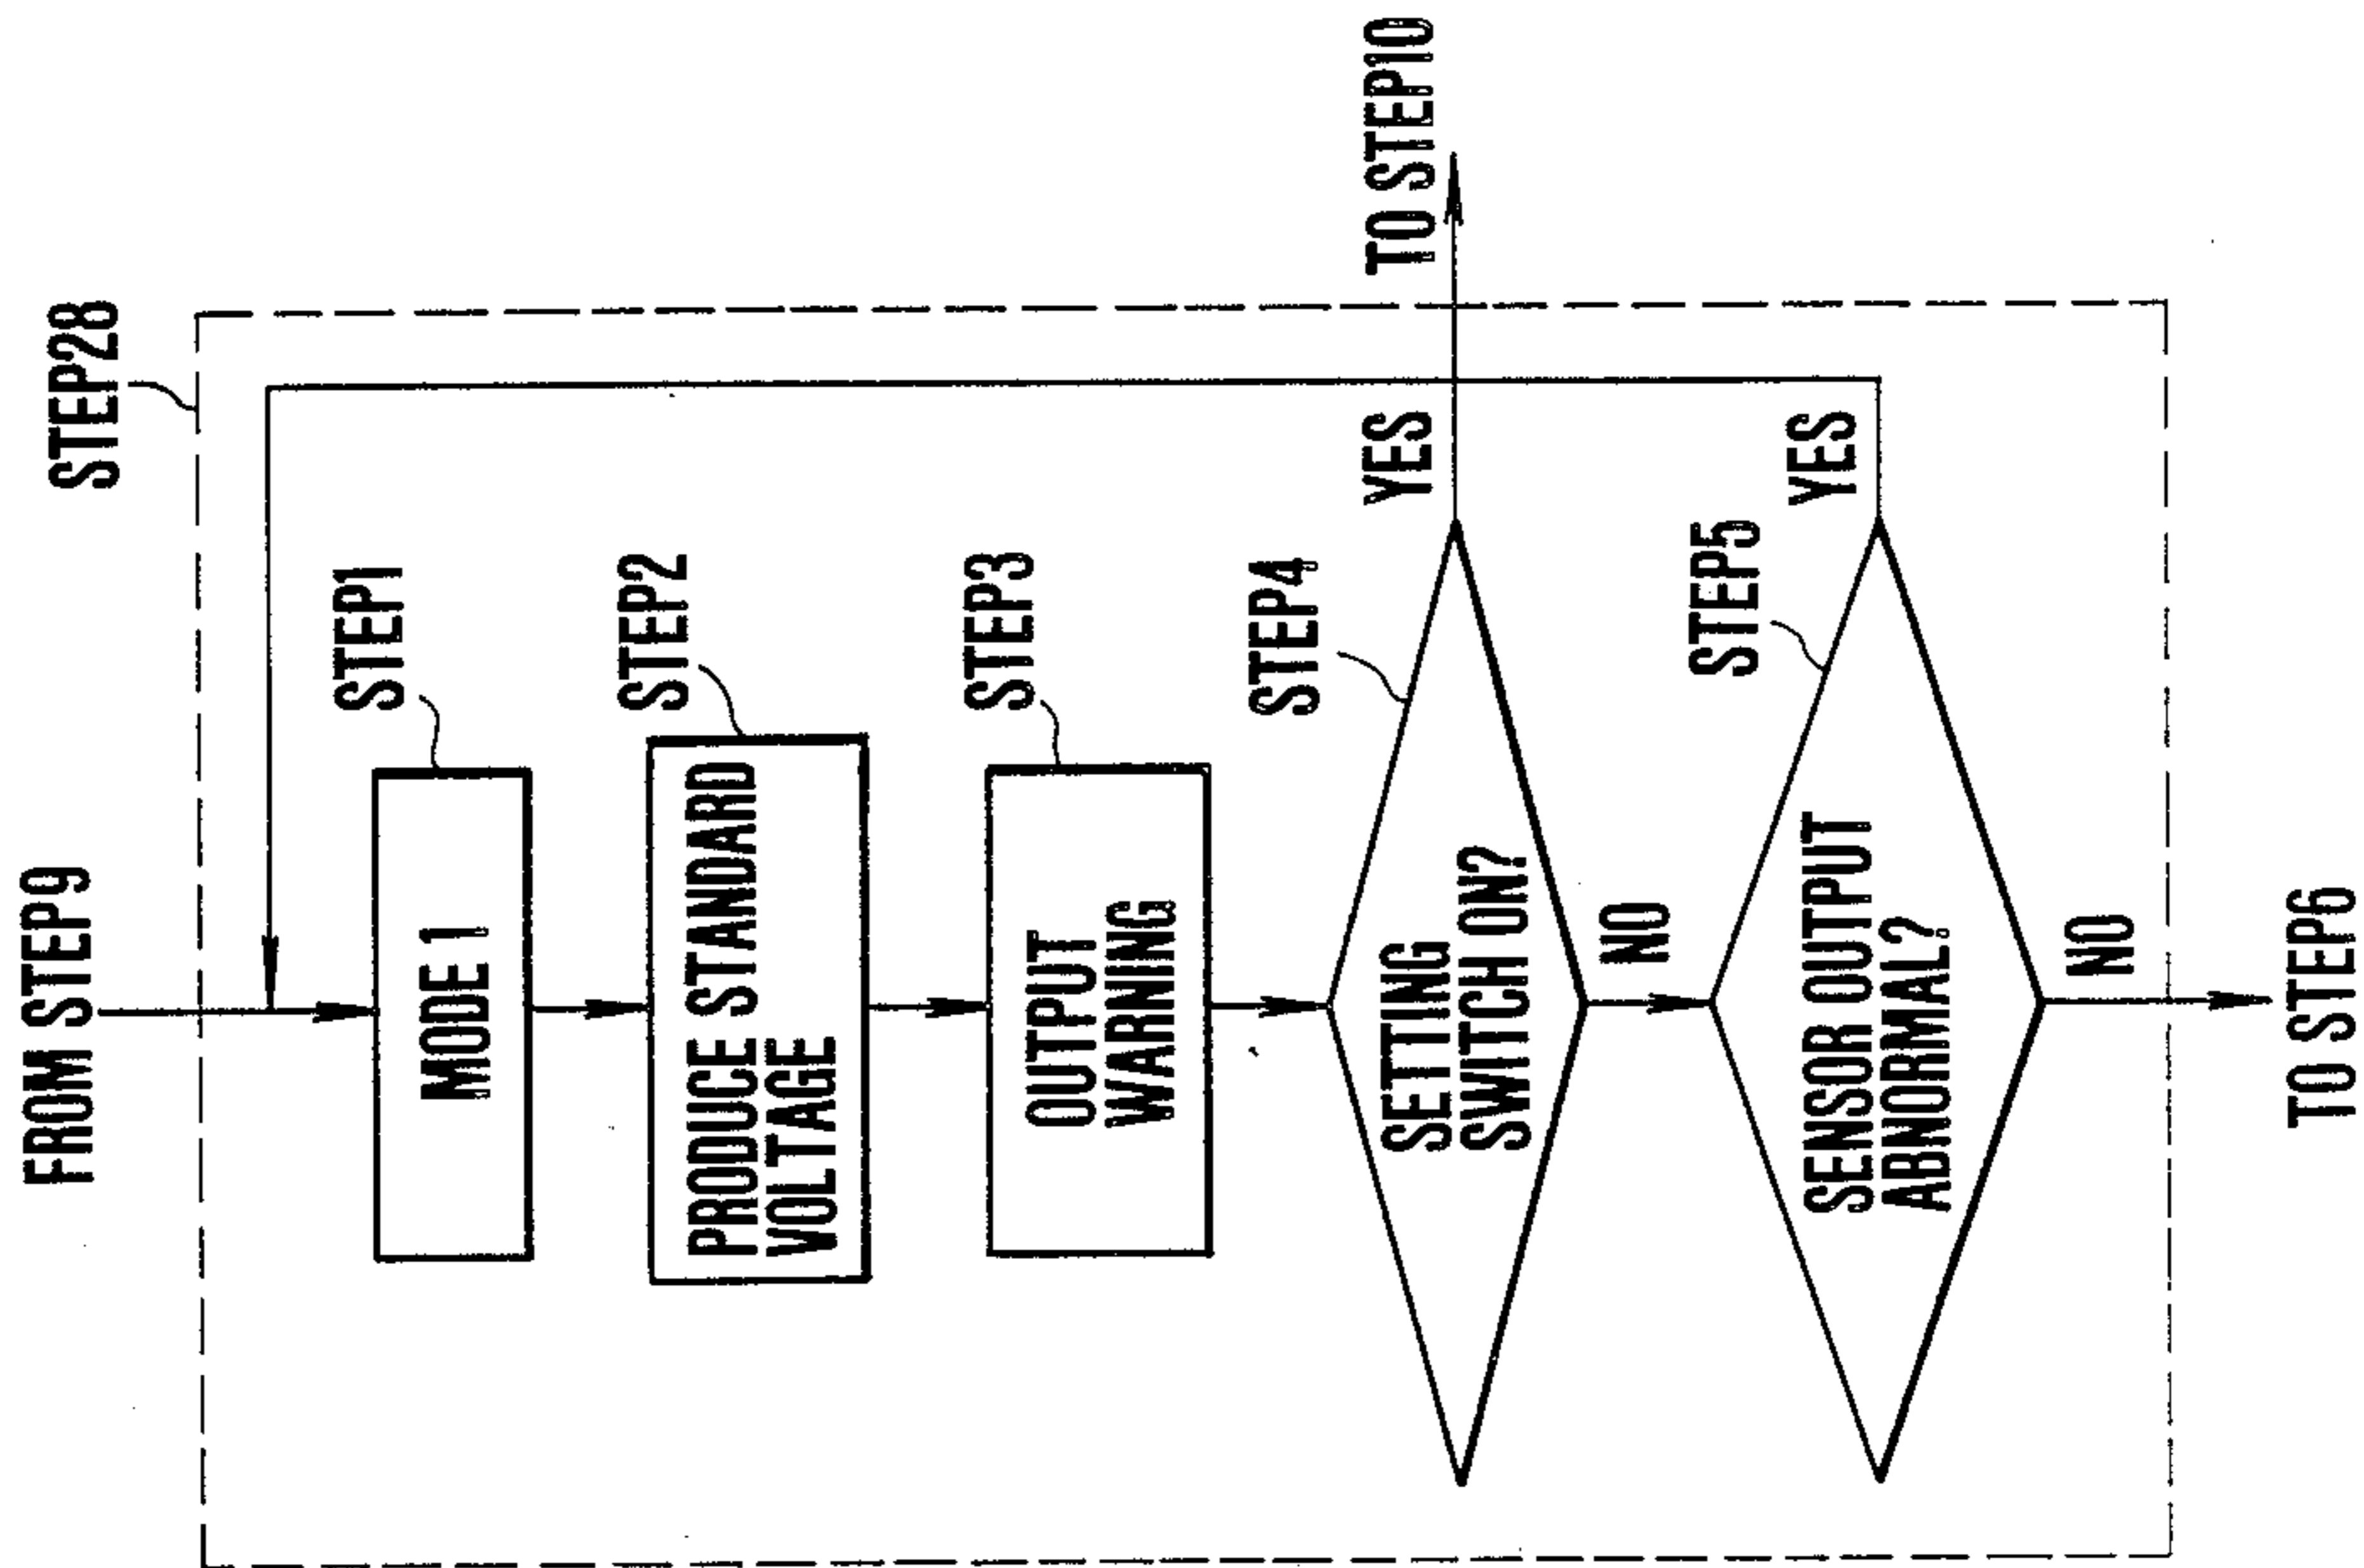 FROM STEP9
STEP28
STEP1
MODE 1
STEP2
PRODUCE STANDARD
VOLTAGE
STEP3
OUTPUT
WARNING
STEP4
SETTING
SWITCH ON?
YES
TO STEP10
NO
STEP5
SENSOR OUTPUT
ABNORMAL?
YES
NO
TO STEP6